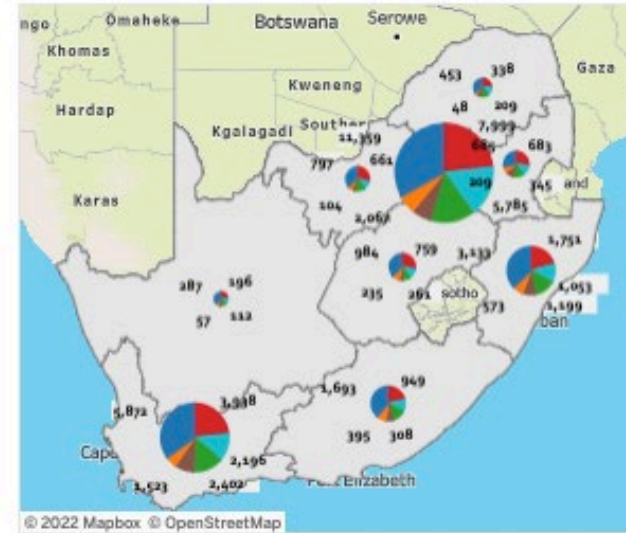 ngo
Omaheke
Botswana
Serowe
Khomas
Gaza
453 338
Kweneng
Hardap
48 209
Souther
7,999
Kgalagadi
11,359
683
797 661
209
345 and
Karas
104
5,785
984 759 3,133
1,751
287 196
235 261
sotho
1,053
57 112
573
1,199
ban
1,693 949
5,872
3,938
395 308
Cape
2,196
1,523 2,402
Port Elizabeth
© 2022 Mapbox © OpenStreetMap